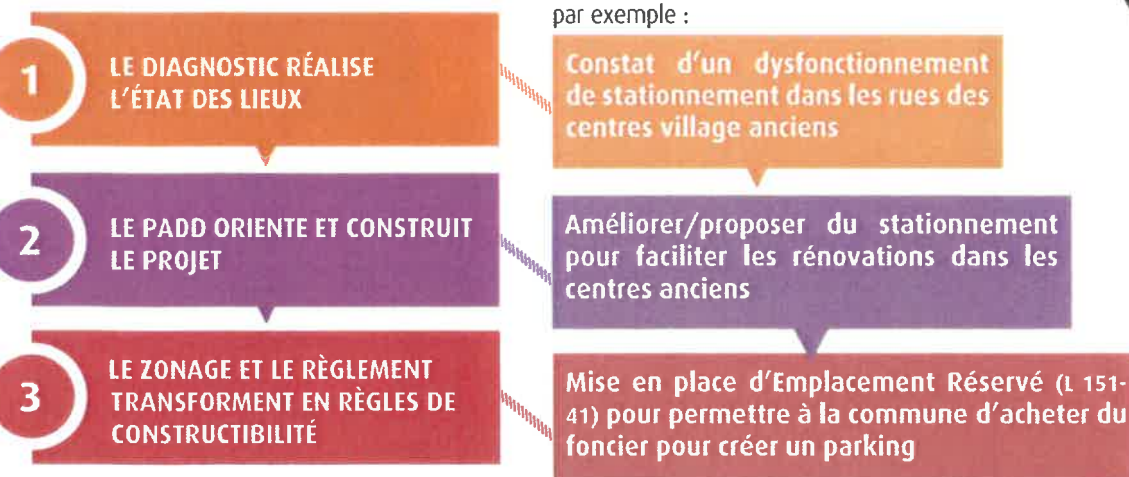 par exemple :
1
LE DIAGNOSTIC RÉALISE
L'ÉTAT DES LIEUX
Constat d'un dysfonctionnement
de stationnement dans les rues des
centres village anciens
2
LE PADD ORIENTE ET CONSTRUIT
LE PROJET
Améliorer/proposer du stationnement
pour faciliter les rénovations dans les
centres anciens
3
LE ZONAGE ET LE RÈGLEMENT
TRANSFORMENT EN RÈGLES DE
CONSTRUCTIBILITÉ
Mise en place d'Emplacement Réservé (L 151-
41) pour permettre à la commune d'acheter du
foncier pour créer un parking